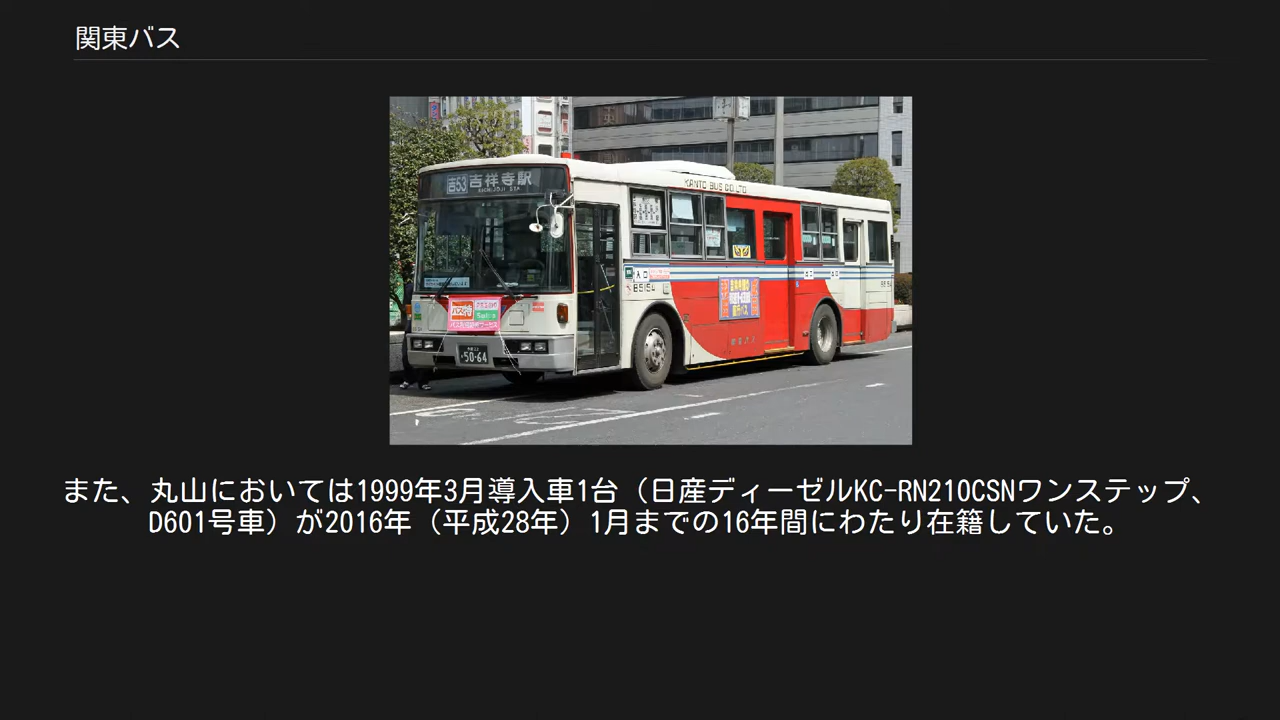 関東バス
吉53 吉祥寺駅
KICHIJOJI STA
KANTO BUS CO.,LTD
入口
B5154
50-64
また、丸山においては1999年3月導入車1台（日産ディーゼルKC-RN210CSNワンステップ、
D601号車）が2016年（平成28年）1月までの16年間にわたり在籍していた。